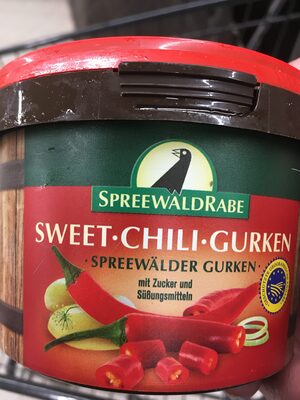 SPREEWALDRABE
SWEET·CHILI·GURKEN
·SPREEWÄLDER GURKEN·
mit Zucker und
Süßungsmitteln